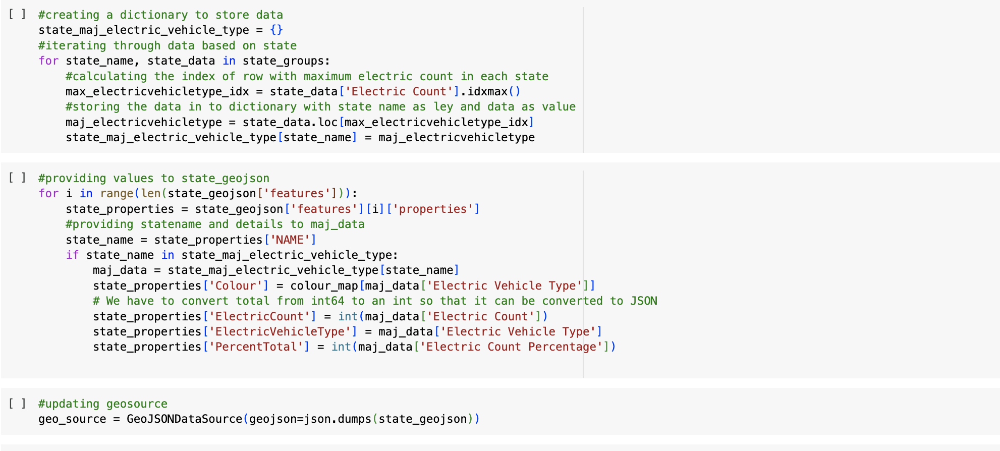 [ ] #creating a dictionary to store data
state_maj_electric_vehicle_type = {}
#iterating through data based on state
for state_name, state_data in state_groups:
    #calculating the index of row with maximum electric count in each state
    max_electricvehicletype_idx = state_data['Electric Count'].idxmax()
    #storing the data in to dictionary with state name as ley and data as value
    maj_electricvehicletype = state_data.loc[max_electricvehicletype_idx]
    state_maj_electric_vehicle_type[state_name] = maj_electricvehicletype
[ ] #providing values to state_geojson
for i in range(len(state_geojson['features'])):
    state_properties = state_geojson['features'][i]['properties']
    #providing statename and details to maj_data
    state_name = state_properties['NAME']
    if state_name in state_maj_electric_vehicle_type:
        maj_data = state_maj_electric_vehicle_type[state_name]
        state_properties['Colour'] = colour_map[maj_data['Electric Vehicle Type']]
        # We have to convert total from int64 to an int so that it can be converted to JSON
        state_properties['ElectricCount'] = int(maj_data['Electric Count'])
        state_properties['ElectricVehicleType'] = maj_data['Electric Vehicle Type']
        state_properties['PercentTotal'] = int(maj_data['Electric Count Percentage'])
[ ] #updating geosource
geo_source = GeoJSONDataSource(geojson=json.dumps(state_geojson))